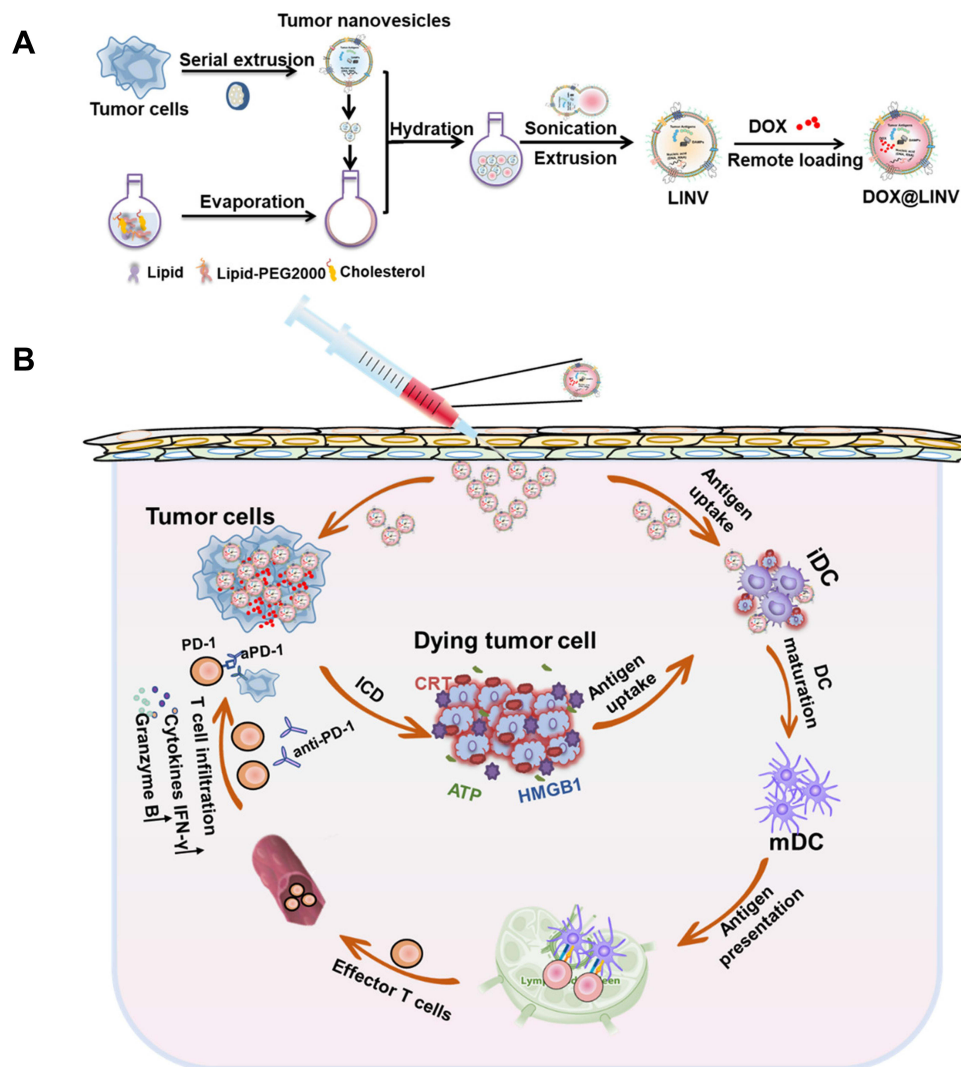 A
Tumor nanovesicles
Serial extrusion
Tumor cells
Hydration
Sonication
Extrusion
DOX
Remote loading
LINV
DOX@LINV
Evaporation
Lipid
Lipid-PEG2000
Cholesterol
B
Antigen
uptake
Tumor cells
iDC
PD-1
aPD-1
Dying tumor cell
ICD
CRT
Antigen
uptake
DC
maturation
anti-PD-1
T cell infiltration
Cytokines IFN-γ
Granzyme B
ATP
HMGB1
mDC
Antigen
presentation
Effector T cells